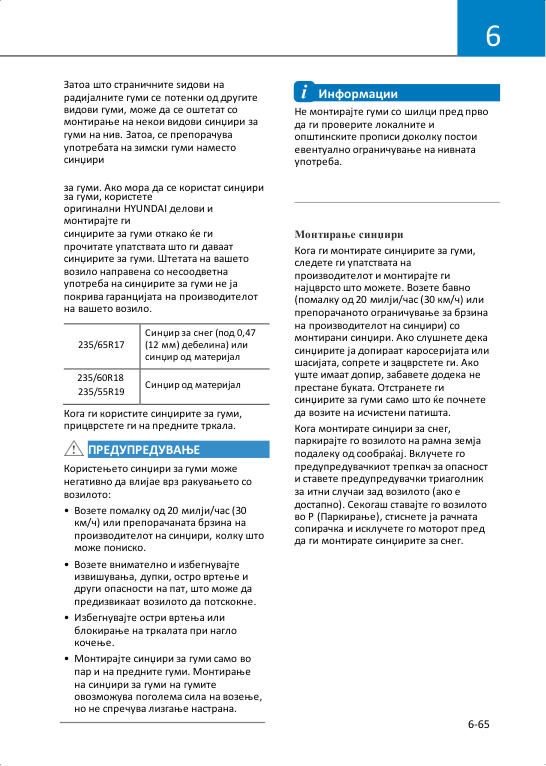 6
Затоа што страничните ѕидови на
радијалните гуми се потенки од другите
видови гуми, може да се оштетат со
монтирање на некои видови синџири за
гуми на нив. Затоа, се препорачува
употребата на зимски гуми наместо
синџири
за гуми. Ако мора да се користат синџири
за гуми, користете
оригинални HYUNDAI делови и
монтирајте ги
синџирите за гуми откако ќе ги
прочитате упатствата што ги даваат
синџирите за гуми. Штетата на вашето
возило направена со несоодветна
употреба на синџирите за гуми не ја
покрива гаранцијата на производителот
на вашето возило.
235/65R17
Синџир за снег (под 0,47
(12 мм) дебелина) или
синџир од материјал
235/60R18
235/55R19
Синџир од материјал
Кога ги користите синџирите за гуми,
прицврстете ги на предните тркала.
ПРЕДУПРЕДУВАЊЕ
Користењето синџири за гуми може
негативно да влијае врз ракувањето со
возилото:
• Возете помалку од 20 милји/час (30
км/ч) или препорачаната брзина на
производителот на синџири, колку што
може пониско.
• Возете внимателно и избегнувајте
извишувања, дупки, остро вртење и
други опасности на пат, што може да
предизвикаат возилото да потскокне.
• Избегнувајте остри вртења или
блокирање на тркалата при нагло
кочење.
• Монтирајте синџири за гуми само во
пар и на предните гуми. Монтирање
на синџири за гуми на гумите
овозможува поголема сила на возење,
но не спречува лизгање настрана.
i Информации
Не монтирајте гуми со шилци пред прво
да ги проверите локалните и
општинските прописи доколку постои
евентуално ограничување на нивната
употреба.
Монтирање синџири
Кога ги монтирате синџирите за гуми,
следете ги упатствата на
производителот и монтирајте ги
најцврсто што можете. Возете бавно
(помалку од 20 милји/час (30 км/ч) или
препорачаното ограничување за брзина
на производителот на синџири) со
монтирани синџири. Ако слушнете дека
синџирите ја допираат каросеријата или
шасијата, сопрете и зацврстете ги. Ако
уште имаат допир, забавете додека не
престане буката. Отстранете ги
синџирите за гуми само што ќе почнете
да возите на исчистени патишта.
Кога монтирате синџири за снег,
паркирајте го возилото на рамна земја
подалеку од сообраќај. Вклучете го
предупредувачкиот трепкач за опасност
и ставете предупредувачки триаголник
за итни случаи зад возилото (ако е
достапно). Секогаш ставајте го возилото
во P (Паркирање), стиснете ја рачната
сопирачка и исклучете го моторот пред
да ги монтирате синџирите за снег.
6-65